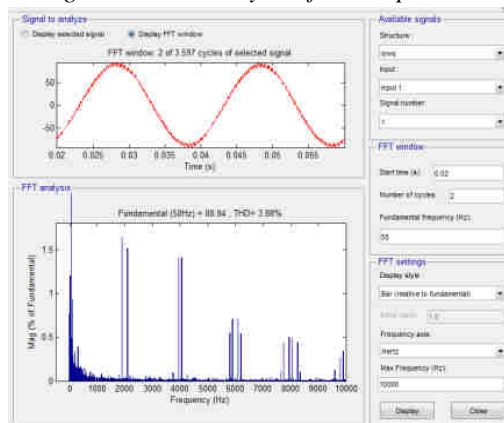 Signal to analyze
Display selected signal
Display FFT window
FFT window: 2 of 3.597 cycles of selected signal
50
0
-50
0.02 0.025 0.03 0.035 0.04 0.045 0.05 0.055
Time (s)
FFT analysis
Fundamental (50Hz) = 88.94 , THD= 3.88%
1.5
1
0.5
0
0 1000 2000 3000 4000 5000 6000 7000 8000 9000 10000
Frequency (Hz)
Mag (% of Fundamental)
Available signals
Structure :
Input :
input 1
Signal number:
1
FFT window
Start time (s): 0.02
Number of cycles: 2
Fundamental frequency (Hz):
50
FFT settings
Display style :
Bar (relative to fundamental)
1.0
Frequency axis:
Hertz
Max Frequency (Hz):
10000
Display
Close